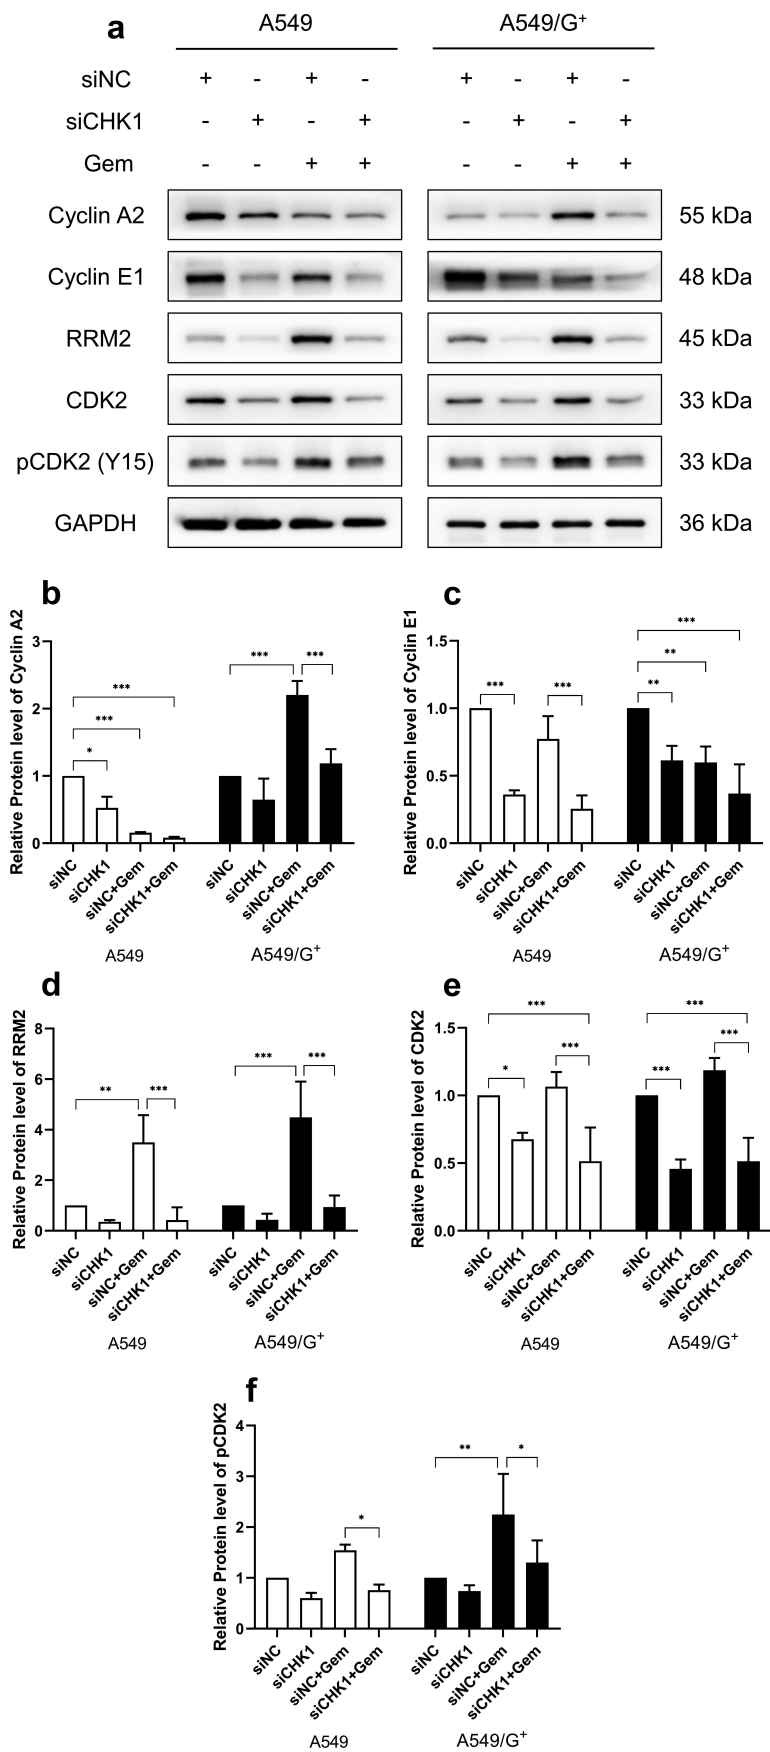 a
A549
A549/G+
siNC + - + - + - + -
siCHK1 - + - + - + - +
Gem - - + + - - + +
Cyclin A2 55 kDa
Cyclin E1 48 kDa
RRM2 45 kDa
CDK2 33 kDa
pCDK2 (Y15) 33 kDa
GAPDH 36 kDa
b
Relative Protein level of Cyclin A2
3
2
1
0
***
***
*
***
***
siNC
siCHK1
siNC+Gem
siCHK1+Gem
siNC
siCHK1
siNC+Gem
siCHK1+Gem
A549
A549/G+
c
Relative Protein level of Cyclin E1
1.5
1.0
0.5
0.0
***
***
***
**
**
siNC
siCHK1
siNC+Gem
siCHK1+Gem
siNC
siCHK1
siNC+Gem
siCHK1+Gem
A549
A549/G+
d
Relative Protein level of RRM2
8
6
4
2
0
**
***
***
***
siNC
siCHK1
siNC+Gem
siCHK1+Gem
siNC
siCHK1
siNC+Gem
siCHK1+Gem
A549
A549/G+
e
Relative Protein level of CDK2
1.5
1.0
0.5
0.0
***
***
*
***
***
***
siNC
siCHK1
siNC+Gem
siCHK1+Gem
siNC
siCHK1
siNC+Gem
siCHK1+Gem
A549
A549/G+
f
Relative Protein level of pCDK2
4
3
2
1
0
*
**
*
siNC
siCHK1
siNC+Gem
siCHK1+Gem
siNC
siCHK1
siNC+Gem
siCHK1+Gem
A549
A549/G+